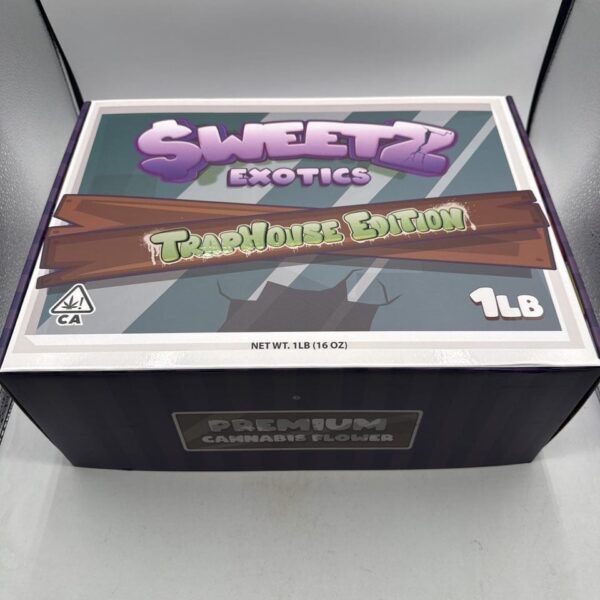 $WEETZ
EXOTICS
TRAPHOUSE EDITION
CA
1LB
NET WT. 1LB (16 OZ)
PREMIUM
CANNABIS FLOWER